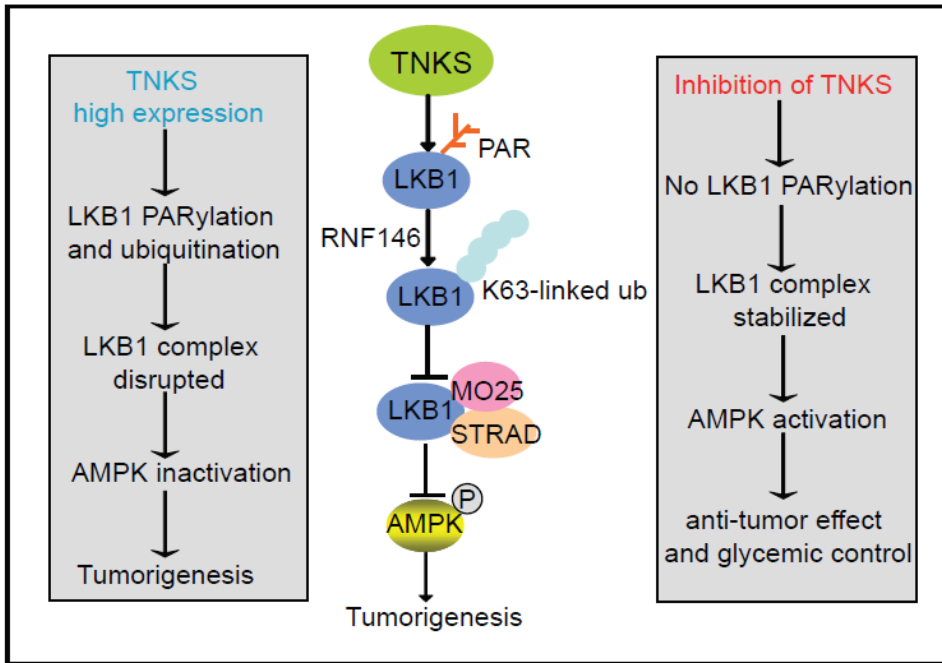 TNKS
high expression
LKB1 PARylation
and ubiquitination
LKB1 complex
disrupted
AMPK inactivation
Tumorigenesis
TNKS
PAR
LKB1
RNF146
LKB1
K63-linked ub
LKB1
MO25
STRAD
P
AMPK
Tumorigenesis
Inhibition of TNKS
No LKB1 PARylation
LKB1 complex
stabilized
AMPK activation
anti-tumor effect
and glycemic control